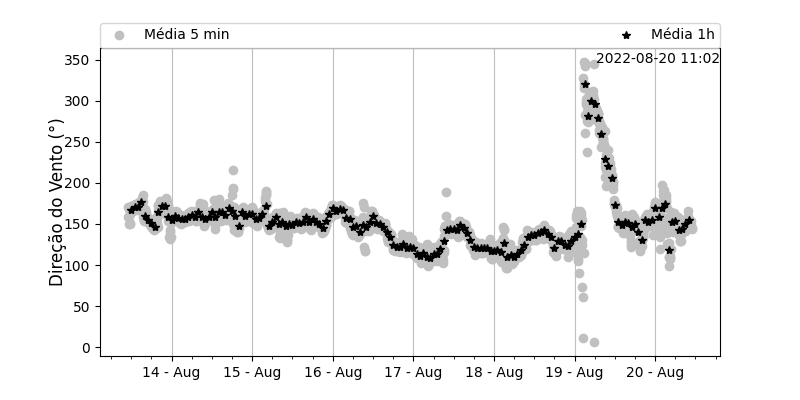 Média 5 min
Média 1h
2022-08-20 11:02
Direção do Vento (°)
350
300
250
200
150
100
50
0
14 - Aug
15 - Aug
16 - Aug
17 - Aug
18 - Aug
19 - Aug
20 - Aug